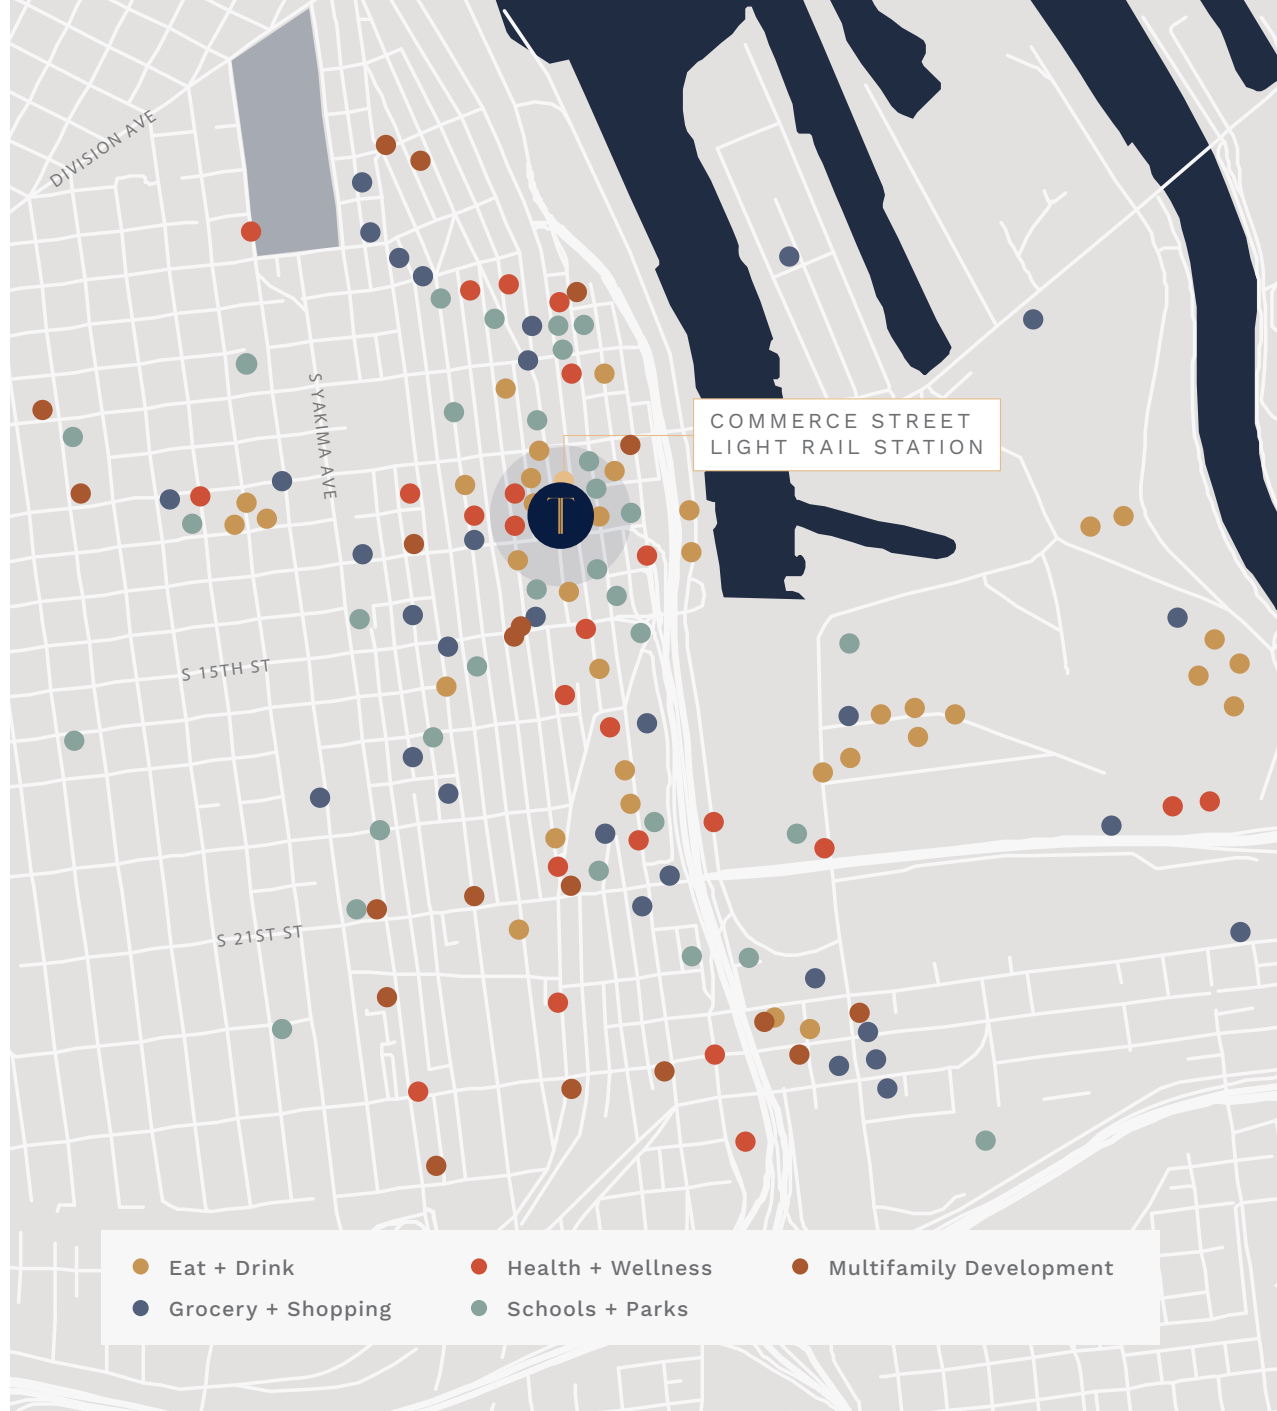 DIVISION AVE
S YAKIMA AVE
COMMERCE STREET
LIGHT RAIL STATION
T
S 15TH ST
S 21ST ST
Eat + Drink
Health + Wellness
Multifamily Development
Grocery + Shopping
Schools + Parks